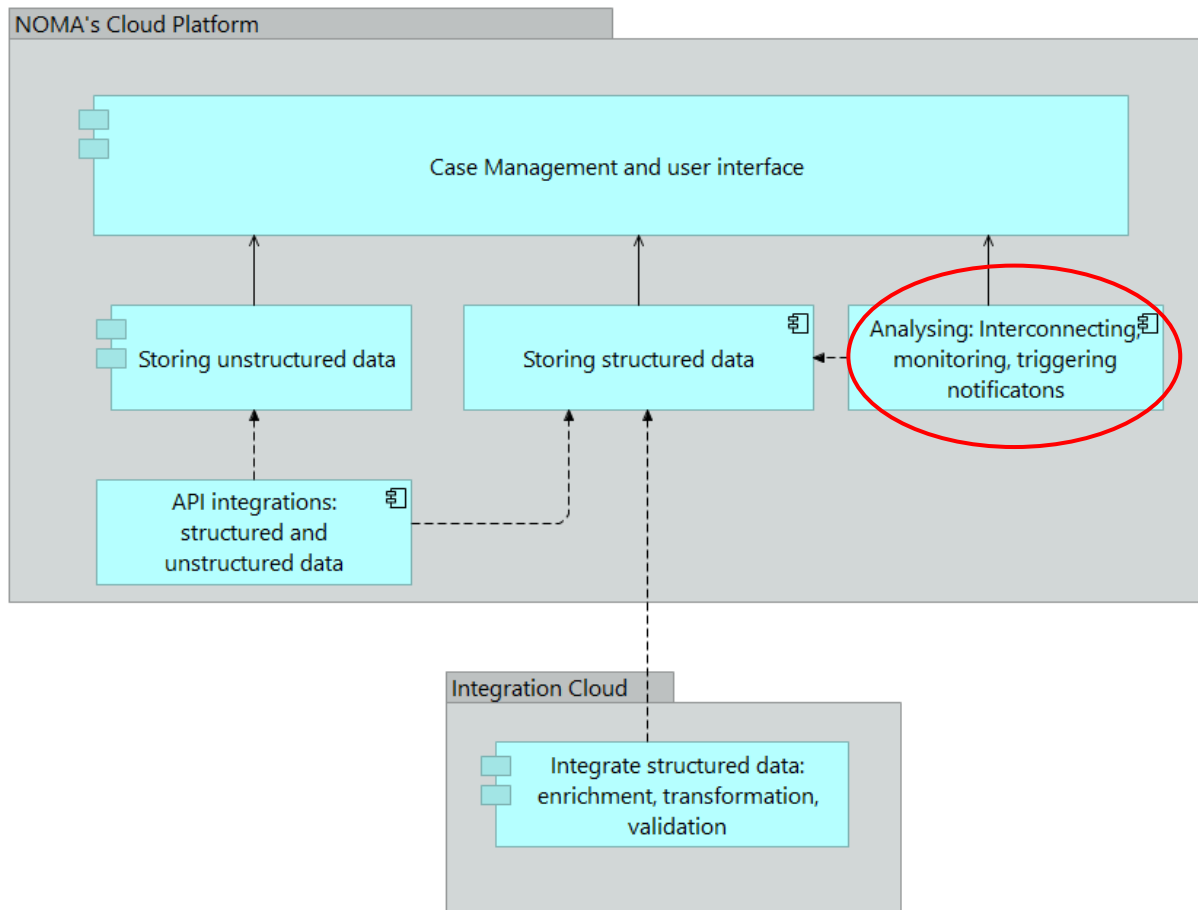 NOMA's Cloud Platform
Case Management and user interface
Storing unstructured data
Storing structured data
Analysing: Interconnecting,
monitoring, triggering
notificatons
API integrations:
structured and
unstructured data
Integration Cloud
Integrate structured data:
enrichment, transformation,
validation